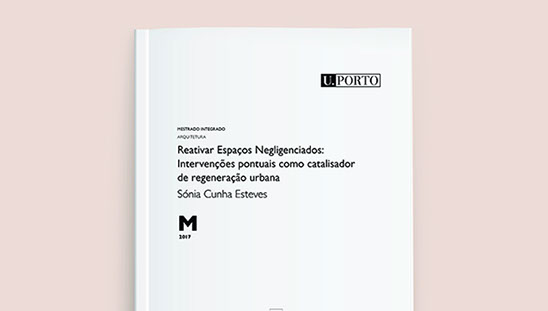 U. PORTO
MESTRADO INTEGRADO
ARQUITETURA
Reativar Espaços Negligenciados:
Intervenções pontuais como catalisador
de regeneração urbana
Sónia Cunha Esteves
M
2017